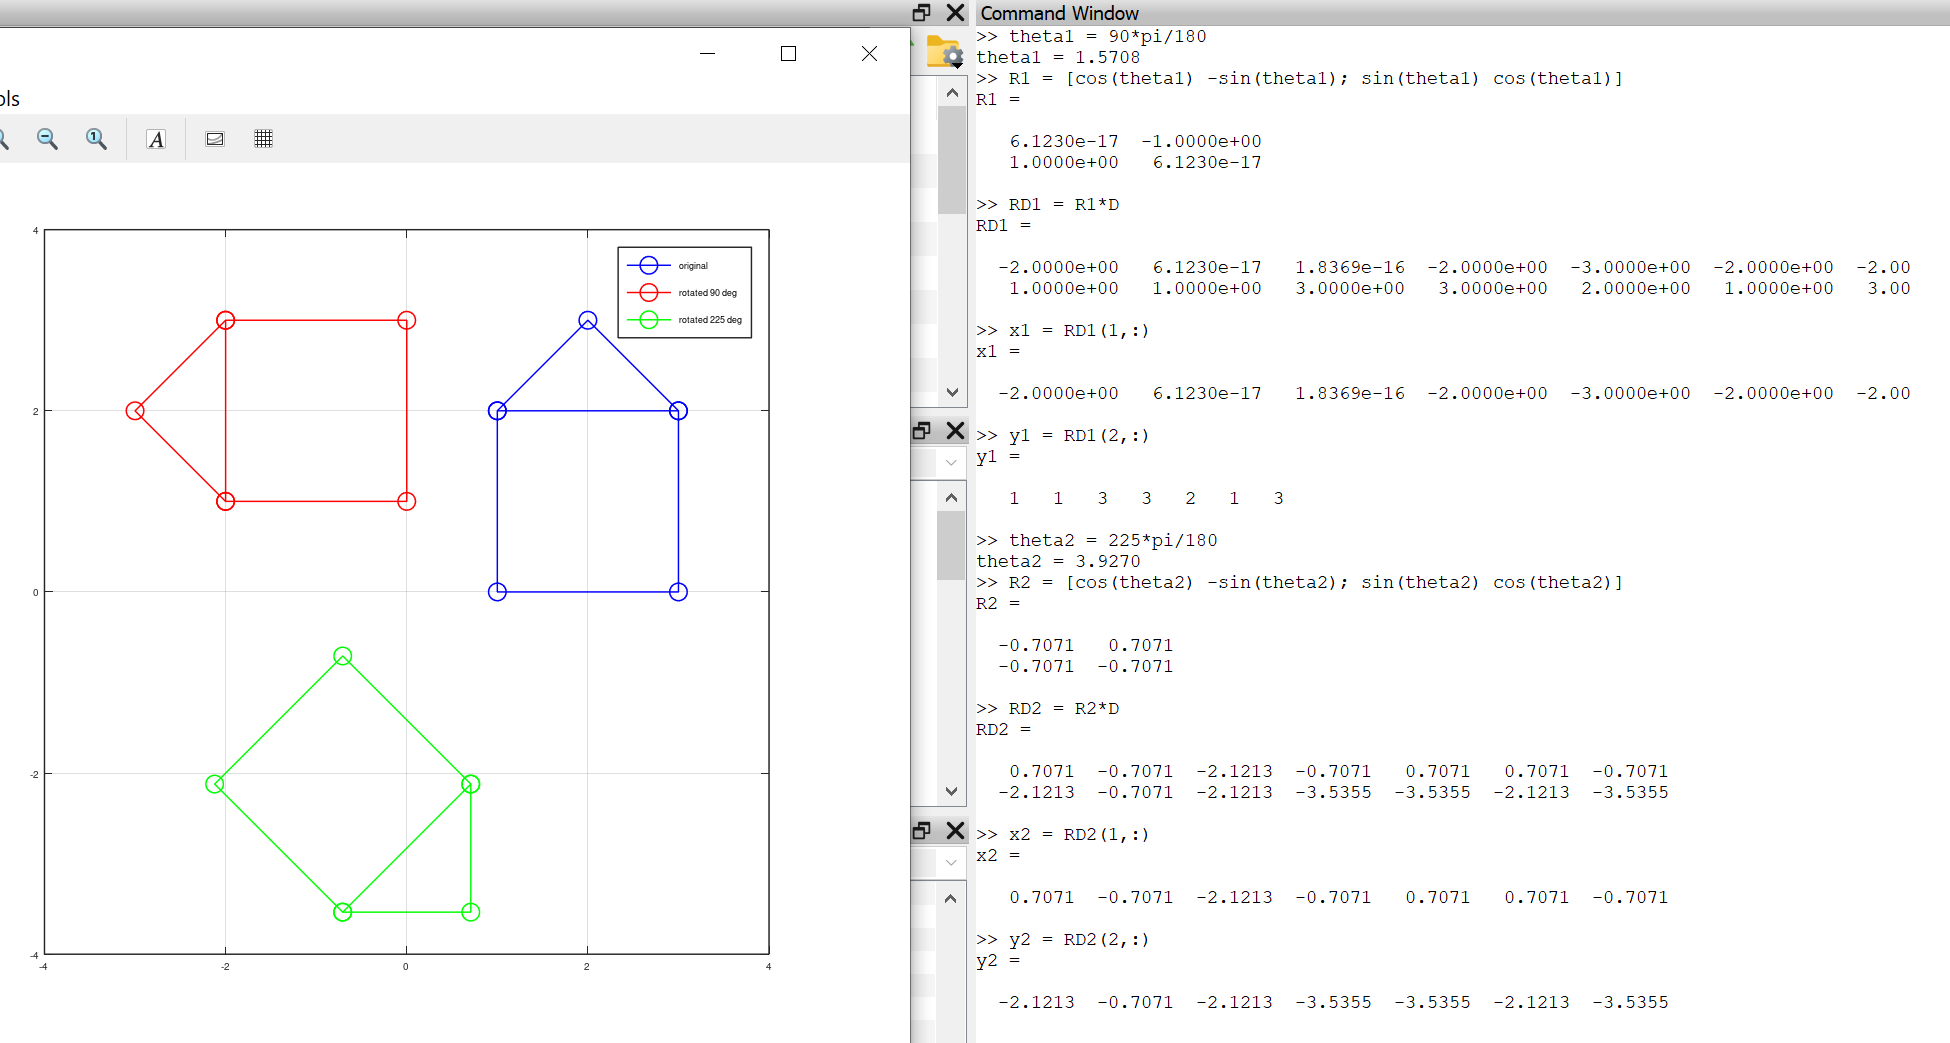 ols
1
A
4
2
0
-2
-4
-4
-2
0
2
4
original
rotated 90 deg
rotated 225 deg
Command Window
>> theta1 = 90*pi/180
theta1 = 1.5708
>> R1 = [cos(theta1) -sin(theta1); sin(theta1) cos(theta1)]
R1 =
6.1230e-17 -1.0000e+00
1.0000e+00 6.1230e-17
>> RD1 = R1*D
RD1 =
-2.0000e+00 6.1230e-17 1.8369e-16 -2.0000e+00 -3.0000e+00 -2.0000e+00 -2.00
1.0000e+00 1.0000e+00 3.0000e+00 3.0000e+00 2.0000e+00 1.0000e+00 3.00
>> x1 = RD1(1,:)
x1 =
-2.0000e+00 6.1230e-17 1.8369e-16 -2.0000e+00 -3.0000e+00 -2.0000e+00 -2.00
>> y1 = RD1(2,:)
y1 =
1 1 3 3 2 1 3
>> theta2 = 225*pi/180
theta2 = 3.9270
>> R2 = [cos(theta2) -sin(theta2); sin(theta2) cos(theta2)]
R2 =
-0.7071 0.7071
-0.7071 -0.7071
>> RD2 = R2*D
RD2 =
0.7071 -0.7071 -2.1213 -0.7071 0.7071 0.7071 -0.7071
-2.1213 -0.7071 -2.1213 -3.5355 -3.5355 -2.1213 -3.5355
>> x2 = RD2(1,:)
x2 =
0.7071 -0.7071 -2.1213 -0.7071 0.7071 0.7071 -0.7071
>> y2 = RD2(2,:)
y2 =
-2.1213 -0.7071 -2.1213 -3.5355 -3.5355 -2.1213 -3.5355